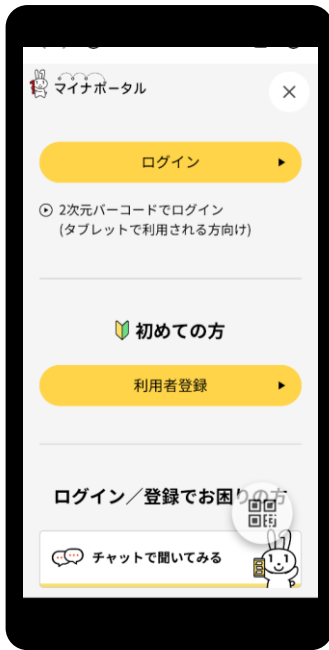 マイナポータル
ログイン
2次元バーコードでログイン
(タブレットで利用される方向け)
初めての方
利用者登録
ログイン／登録でお困りの方
チャットで聞いてみる